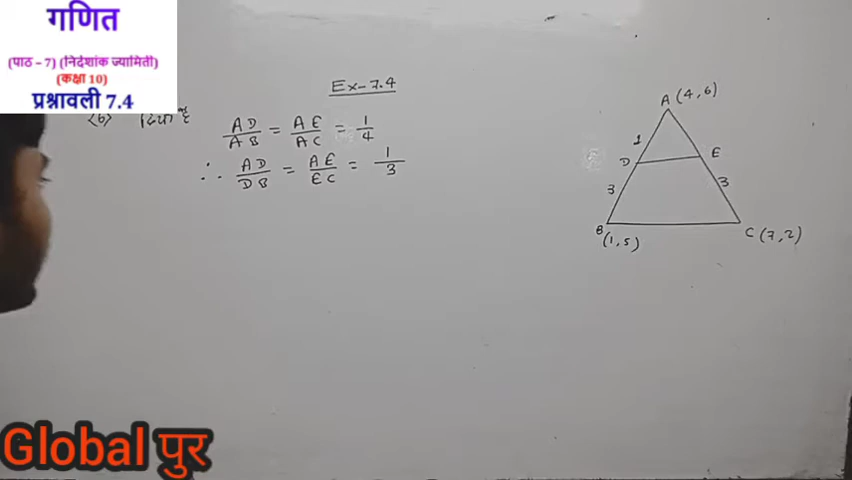 गणित
(पाठ - 7) (निर्देशांक ज्यामिती)
(कक्षा 10)
प्रश्नावली 7.4
Ex-7.4
(6) दिया है
AD/AB = AE/AC = 1/4
∴ AD/DB = AE/EC = 1/3
A (4,6)
1
D E
3 3
B C (7,2)
(1,5)
Global पुर